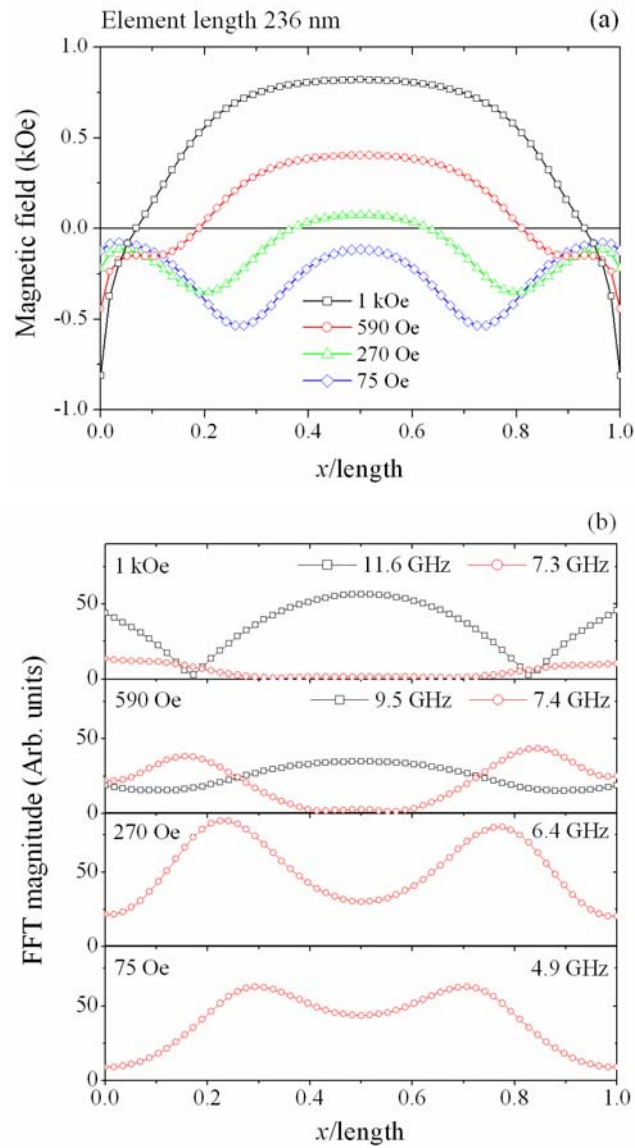 Element length 236 nm (a)
1.0
0.5
0.0
-0.5
-1.0
Magnetic field (kOe)
1 kOe
590 Oe
270 Oe
75 Oe
0.0 0.2 0.4 0.6 0.8 1.0
x/length
(b)
1 kOe 11.6 GHz 7.3 GHz
50
0
590 Oe 9.5 GHz 7.4 GHz
50
0
270 Oe 6.4 GHz
50
0
75 Oe 4.9 GHz
50
0
FFT magnitude (Arb. units)
0.0 0.2 0.4 0.6 0.8 1.0
x/length